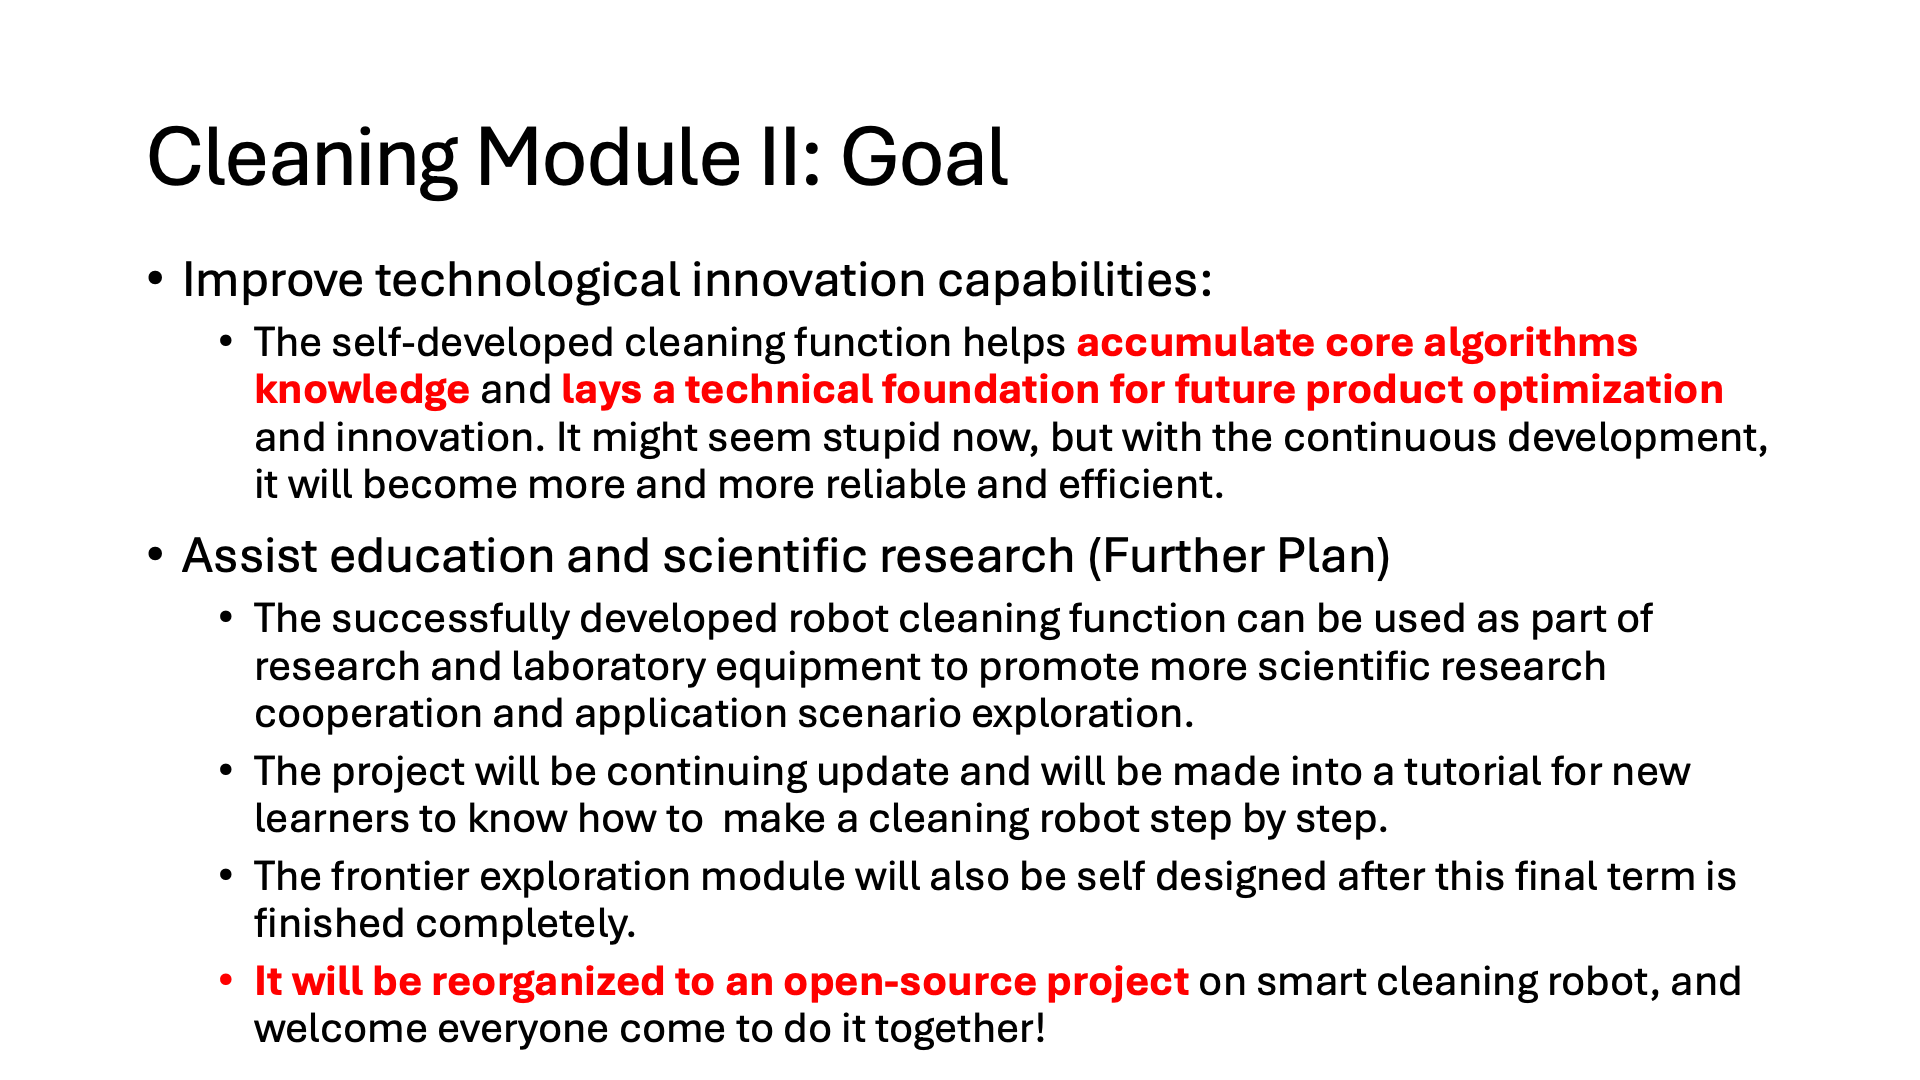 Cleaning Module II: Goal
• Improve technological innovation capabilities:
• The self-developed cleaning function helps accumulate core algorithms
knowledge and lays a technical foundation for future product optimization
and innovation. It might seem stupid now, but with the continuous development,
it will become more and more reliable and efficient.
• Assist education and scientific research (Further Plan)
• The successfully developed robot cleaning function can be used as part of
research and laboratory equipment to promote more scientific research
cooperation and application scenario exploration.
• The project will be continuing update and will be made into a tutorial for new
learners to know how to  make a cleaning robot step by step.
• The frontier exploration module will also be self designed after this final term is
finished completely.
• It will be reorganized to an open-source project on smart cleaning robot, and
welcome everyone come to do it together!